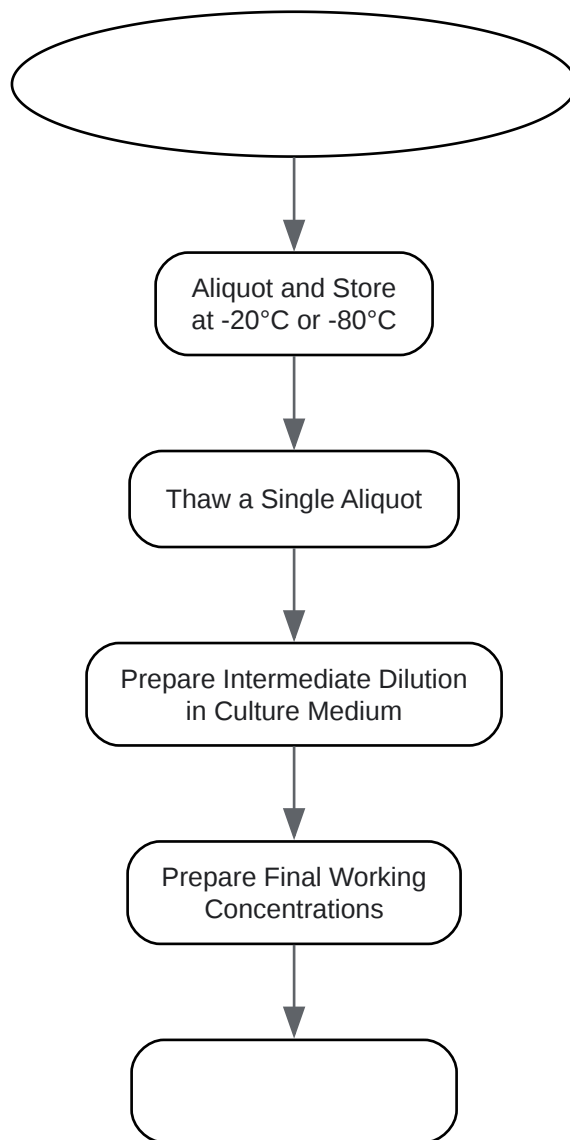 Aliquot and Store
at -20°C or -80°C
Thaw a Single Aliquot
Prepare Intermediate Dilution
in Culture Medium
Prepare Final Working
Concentrations